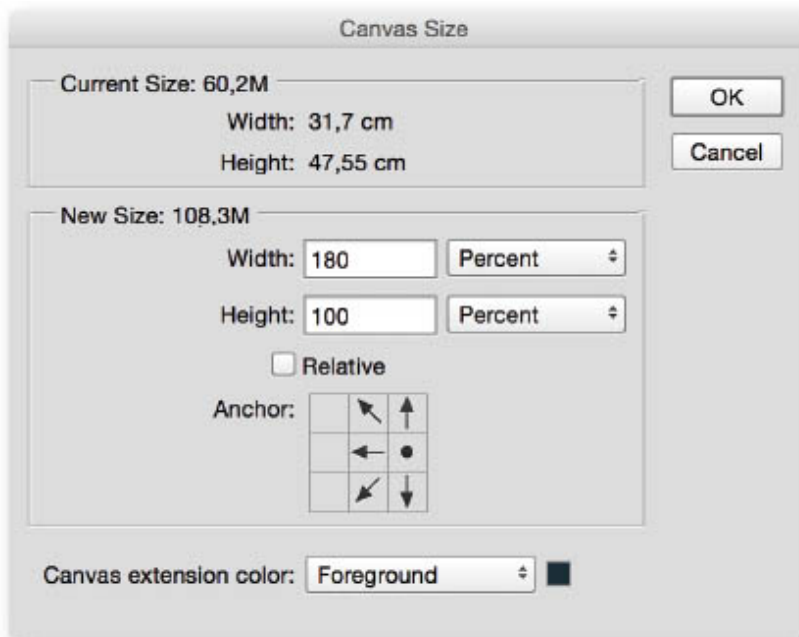 Canvas Size
Current Size: 60,2M
Width: 31,7 cm
Height: 47,55 cm
OK
Cancel
New Size: 108,3M
Width: 180 Percent
Height: 100 Percent
Relative
Anchor:
Canvas extension color: Foreground